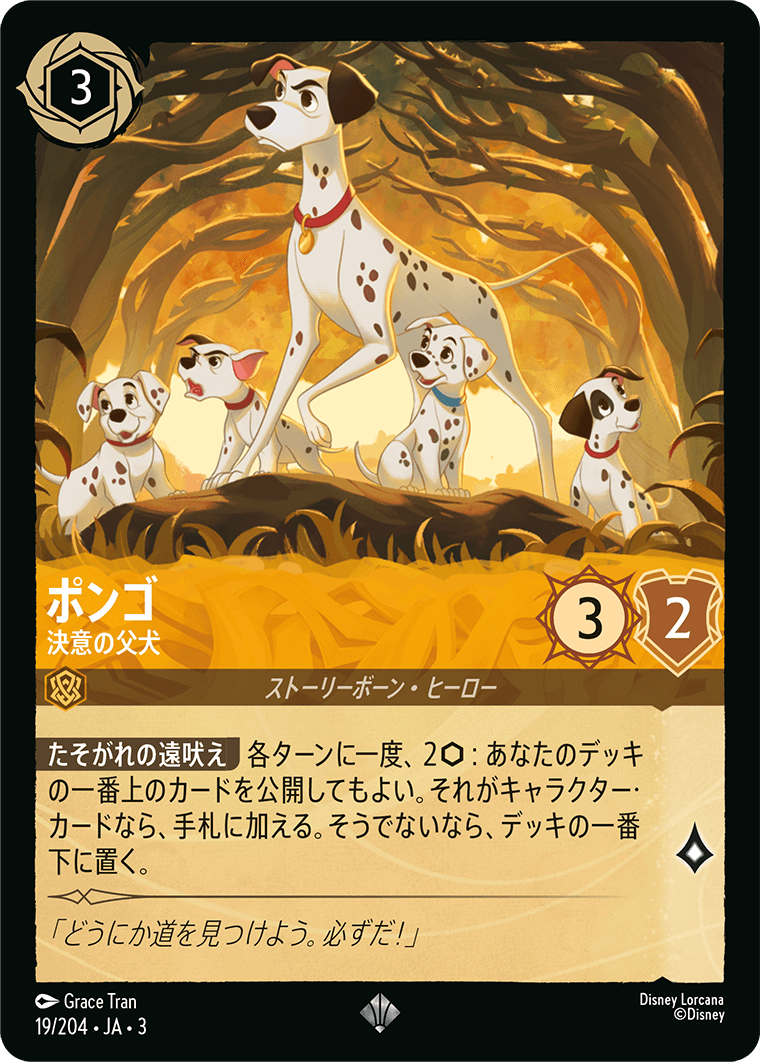 3
ポンゴ
決意の父犬
3
2
ストーリーボーン・ヒーロー
たそがれの遠吠え 各ターンに一度、2⬡:あなたのデッキ
の一番上のカードを公開してもよい。それがキャラクター・
カードなら、手札に加える。そうでないなら、デッキの一番
下に置く。
「どうにか道を見つけよう。必ずだ!」
Grace Tran
19/204・JA・3
Disney Lorcana
©Disney